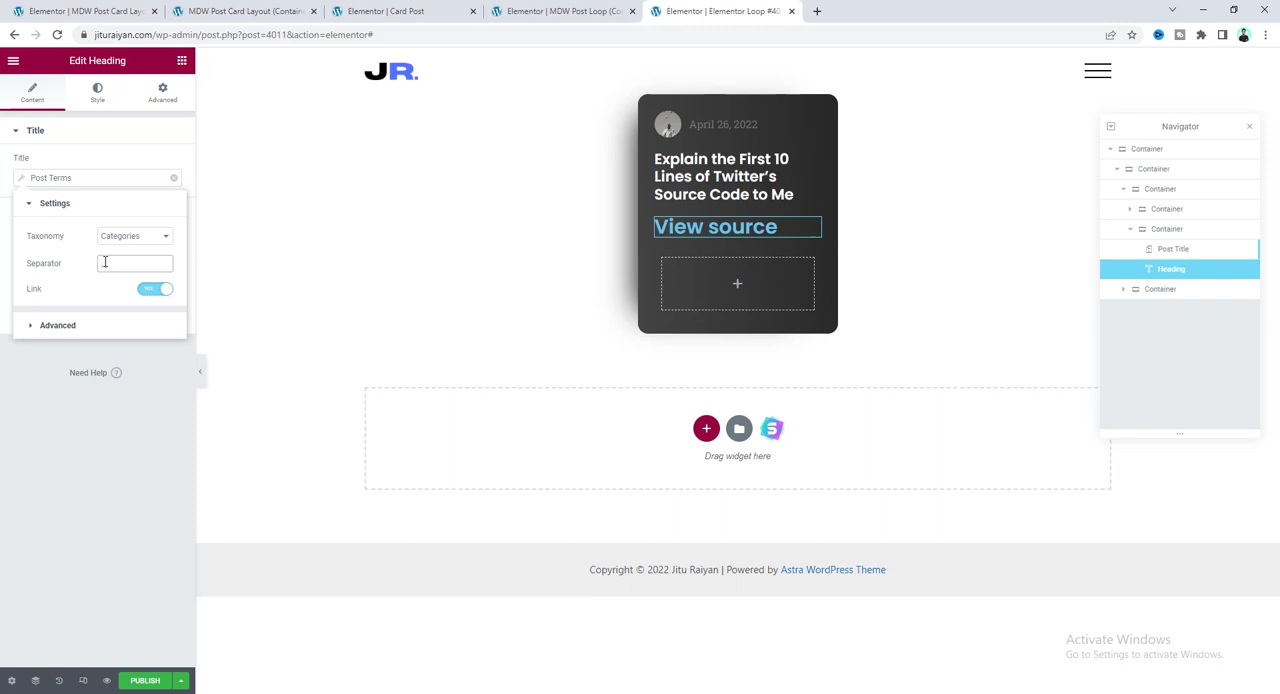 Elementor | MDW Post Card Layo
MDW Post Card Layout (Contain
Elementor | Card Post
Elementor | MDW Post Loop (Co
Elementor | Elementor Loop #40
jituraiyan.com/wp-admin/post.php?post=4011&action=elementor#
Edit Heading
Content
Style
Advanced
Title
Title
Post Terms
Settings
Taxonomy
Categories
Separator
Link
YES
Advanced
Need Help ?
PUBLISH
JR.
April 26, 2022
Explain the First 10
Lines of Twitter's
Source Code to Me
View source
Drag widget here
Copyright © 2022 Jitu Raiyan | Powered by Astra WordPress Theme
Navigator
Container
Container
Container
Container
Container
Post Title
Heading
Container
Activate Windows
Go to Settings to activate Windows.